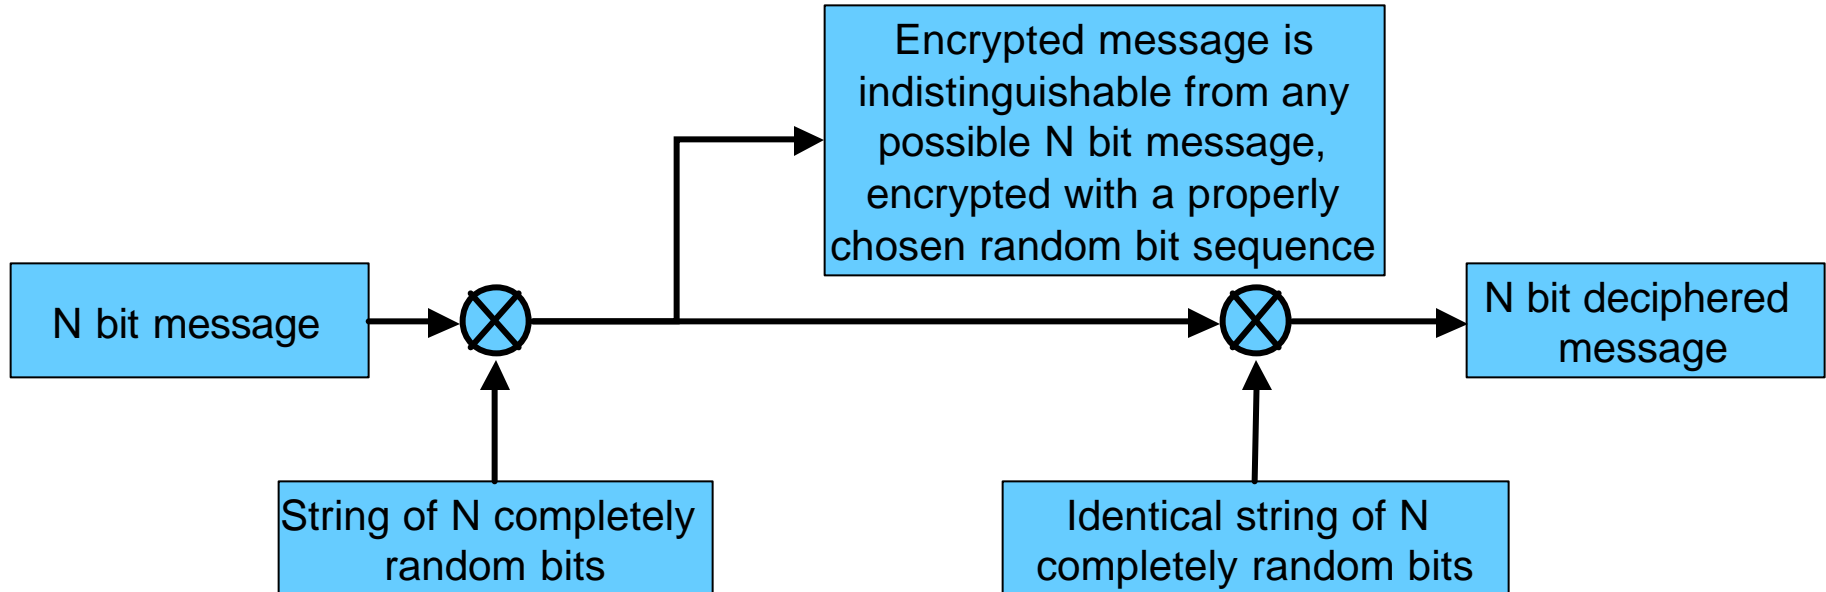 Encrypted message is
indistinguishable from any
possible N bit message,
encrypted with a properly
chosen random bit sequence
N bit message
N bit deciphered
message
String of N completely
random bits
Identical string of N
completely random bits